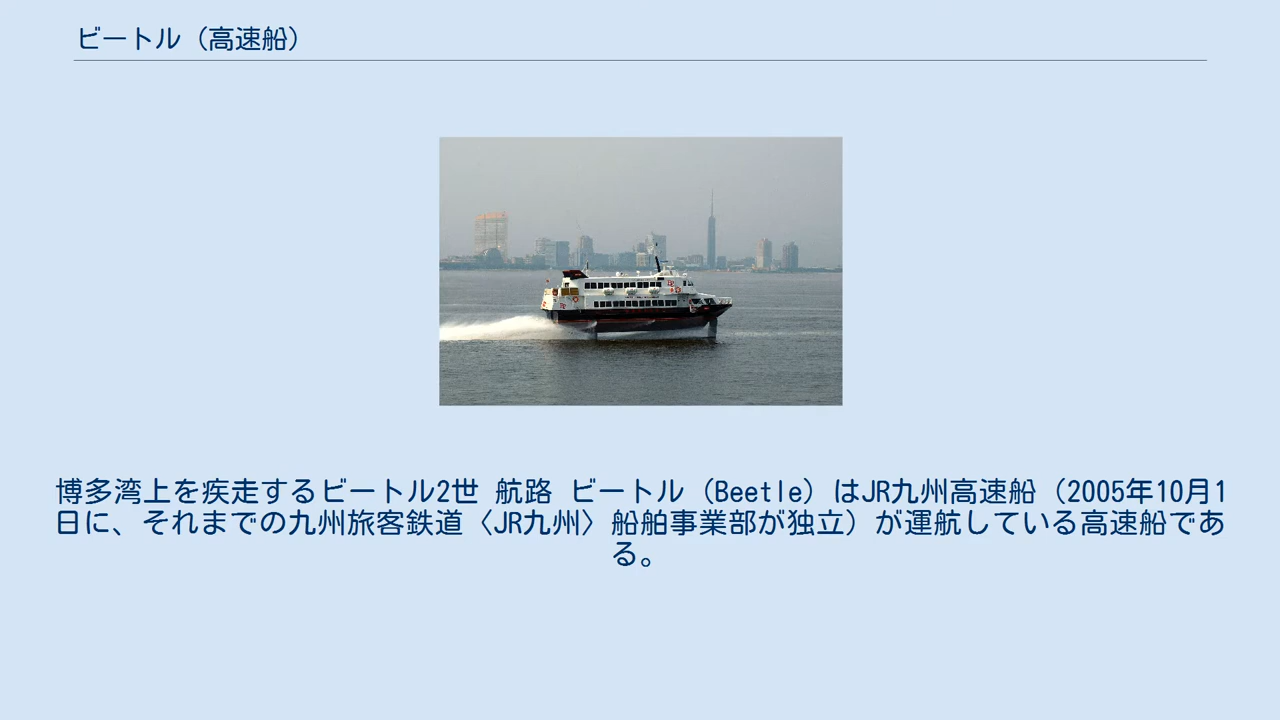 ビートル（高速船）
博多湾上を疾走するビートル2世 航路 ビートル（Beetle）はJR九州高速船（2005年10月1
日に、それまでの九州旅客鉄道〈JR九州〉船舶事業部が独立）が運航している高速船であ
る。